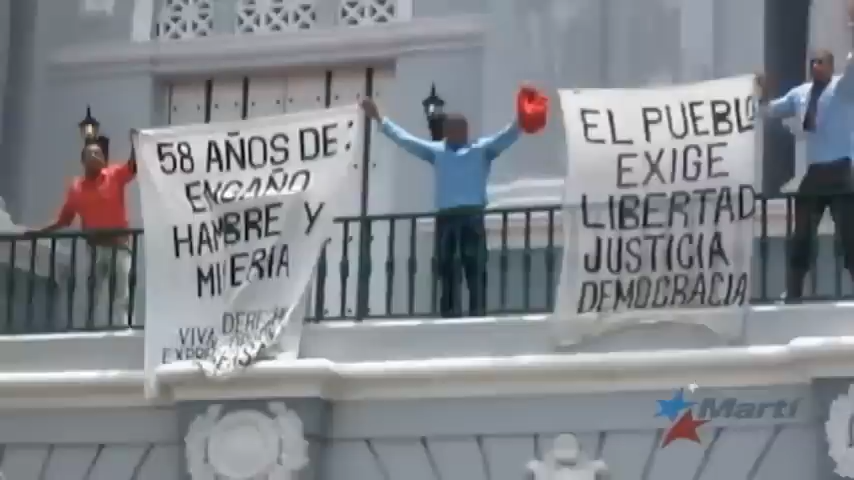 58 AÑOS DE:
ENGAÑO
HAMBRE Y
MISERIA
VIVA
EL PUEBLO
EXIGE
LIBERTAD
JUSTICIA
DEMOCRACIA
Martí